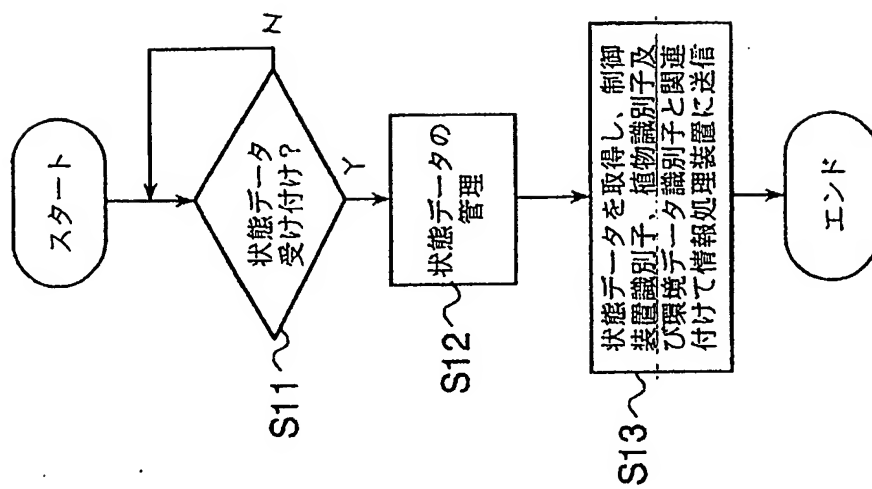 スタート
N
状態データ
受け付け?
Y
S11
状態データの
管理
S12
状態データを取得し、制御
装置識別子、植物識別子及
び環境データ識別子と関連
付けて情報処理装置に送信
S13
エンド